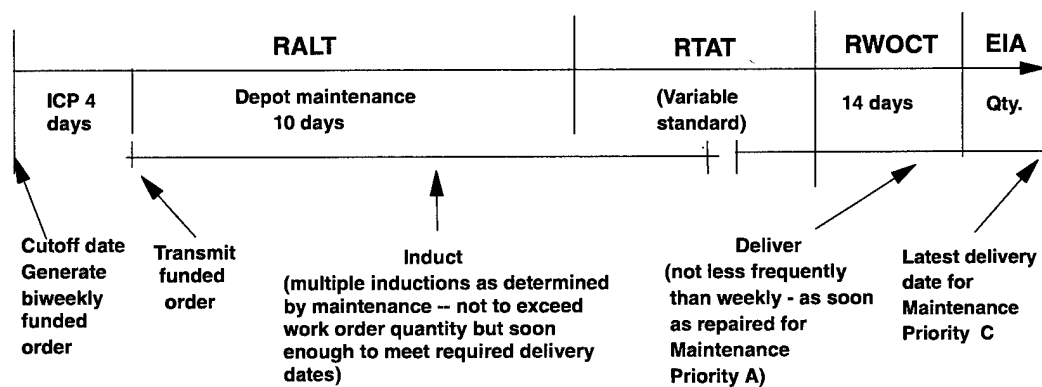 RALT
RTAT
RWOCT
EIA
ICP 4
days
Depot maintenance
10 days
(Variable
standard)
14 days
Qty.
Cutoff date
Generate
biweekly
funded
order
Transmit
funded
order
Induct
(multiple inductions as determined
by maintenance -- not to exceed
work order quantity but soon
enough to meet required delivery
dates)
Deliver
(not less frequently
than weekly - as soon
as repaired for
Maintenance
Priority A)
Latest delivery
date for
Maintenance
Priority C